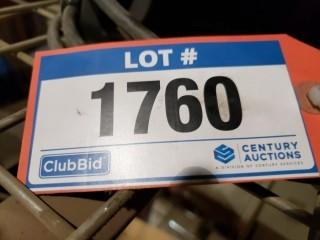 LOT #
1760
ClubBid
CENTURY
AUCTIONS
A DIVISION OF CENTURY SERVICES